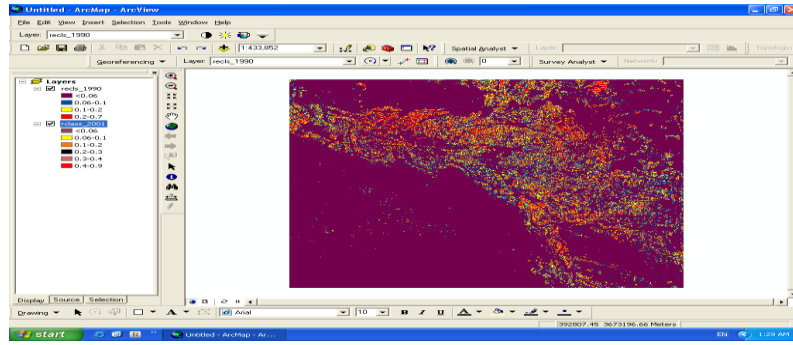 Untitled - ArcMap - ArcView
File Edit View Insert Selection Tools Window Help
Layer: recls_1990
1:433,852 Spatial Analyst Layer: Topology
Georeferencing Layer: recls_1990 0 Survey Analyst Network:
Layers
recls_1990
<0.06
0.06-0.1
0.1-0.2
0.2-0.7
rclass_2001
<0.06
0.06-0.1
0.1-0.2
0.2-0.3
0.3-0.4
0.4-0.9
Display Source Selection
Drawing A Arial 10 B I U A
392807.45 3673196.66 Meters
start Untitled - ArcMap - Ar... EN 1:29 AM